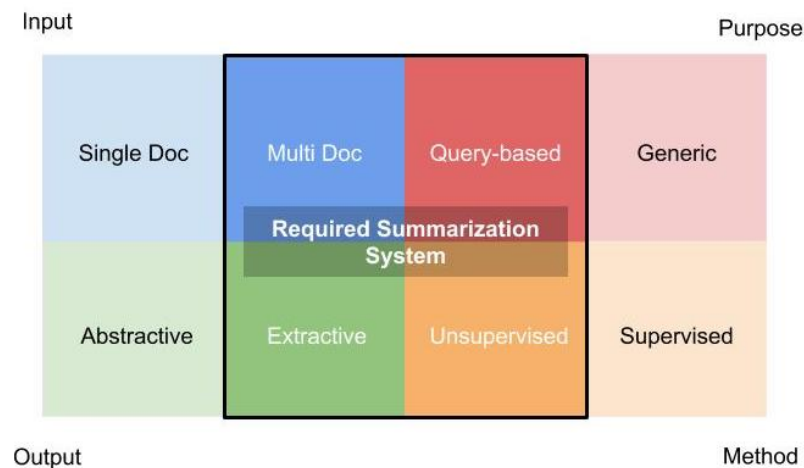 Input
Purpose
Single Doc
Multi Doc
Query-based
Generic
Required Summarization
System
Abstractive
Extractive
Unsupervised
Supervised
Output
Method